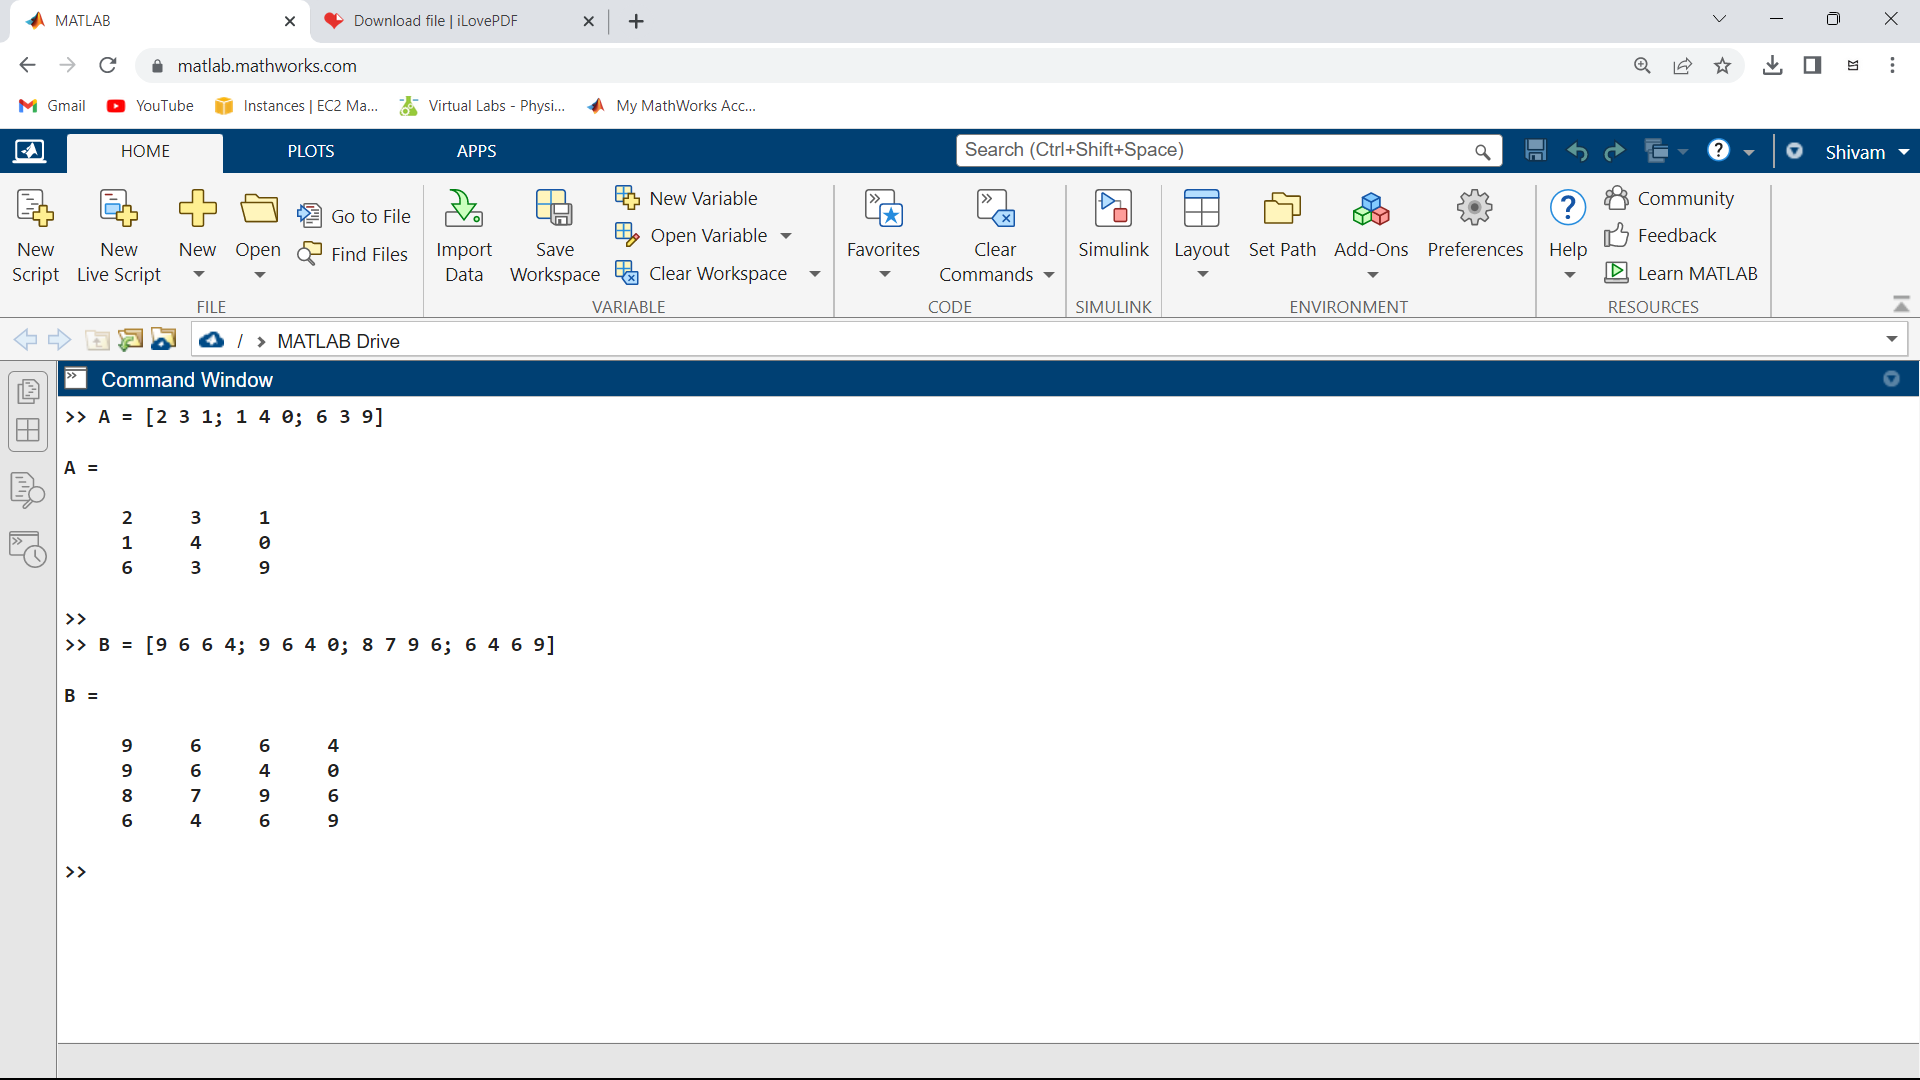 MATLAB
Download file | iLovePDF
matlab.mathworks.com
Gmail YouTube Instances | EC2 Ma... Virtual Labs - Physi... My MathWorks Acc...
HOME PLOTS APPS Search (Ctrl+Shift+Space) Shivam
New Script
New Live Script
New
Open
Go to File
Find Files
FILE
Import Data
Save Workspace
New Variable
Open Variable
Clear Workspace
VARIABLE
Favorites
Clear Commands
CODE
Simulink
SIMULINK
Layout
Set Path
Add-Ons
Preferences
ENVIRONMENT
Help
Community
Feedback
Learn MATLAB
RESOURCES
/ > MATLAB Drive
Command Window
>> A = [2 3 1; 1 4 0; 6 3 9]
A =
2 3 1
1 4 0
6 3 9
>>
>> B = [9 6 6 4; 9 6 4 0; 8 7 9 6; 6 4 6 9]
B =
9 6 6 4
9 6 4 0
8 7 9 6
6 4 6 9
>>